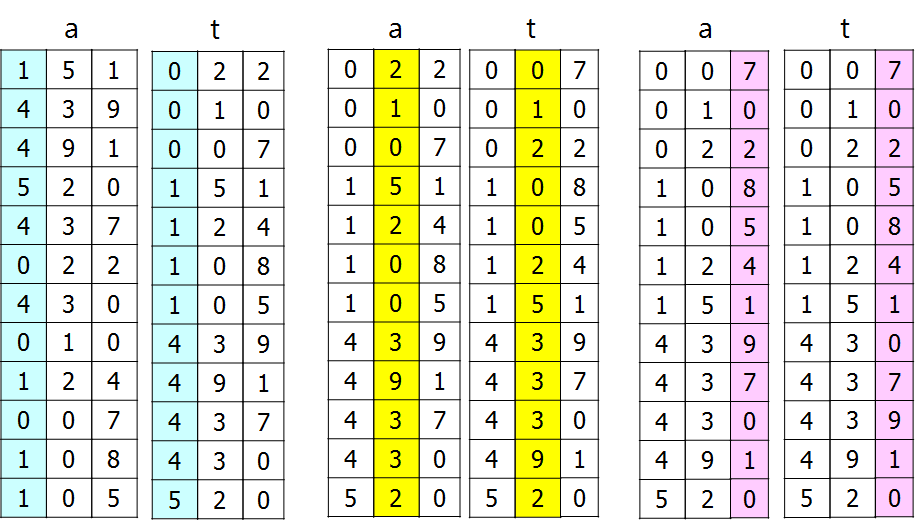 a t a t a t
1 5 1 0 2 2 0 2 2 0 0 7 0 0 7 0 0 7
4 3 9 0 1 0 0 1 0 0 1 0 0 1 0 0 1 0
4 9 1 0 0 7 0 0 7 0 2 2 0 2 2 0 2 2
5 2 0 1 5 1 1 5 1 1 0 8 1 0 8 1 0 5
4 3 7 1 2 4 1 2 4 1 0 5 1 0 5 1 0 8
0 2 2 1 0 8 1 0 8 1 2 4 1 2 4 1 2 4
4 3 0 1 0 5 1 0 5 1 5 1 1 5 1 1 5 1
0 1 0 4 3 9 4 3 9 4 3 9 4 3 9 4 3 0
1 2 4 4 9 1 4 9 1 4 3 7 4 3 7 4 3 7
0 0 7 4 3 7 4 3 7 4 3 0 4 3 0 4 3 9
1 0 8 4 3 0 4 3 0 4 9 1 4 9 1 4 9 1
1 0 5 5 2 0 5 2 0 5 2 0 5 2 0 5 2 0